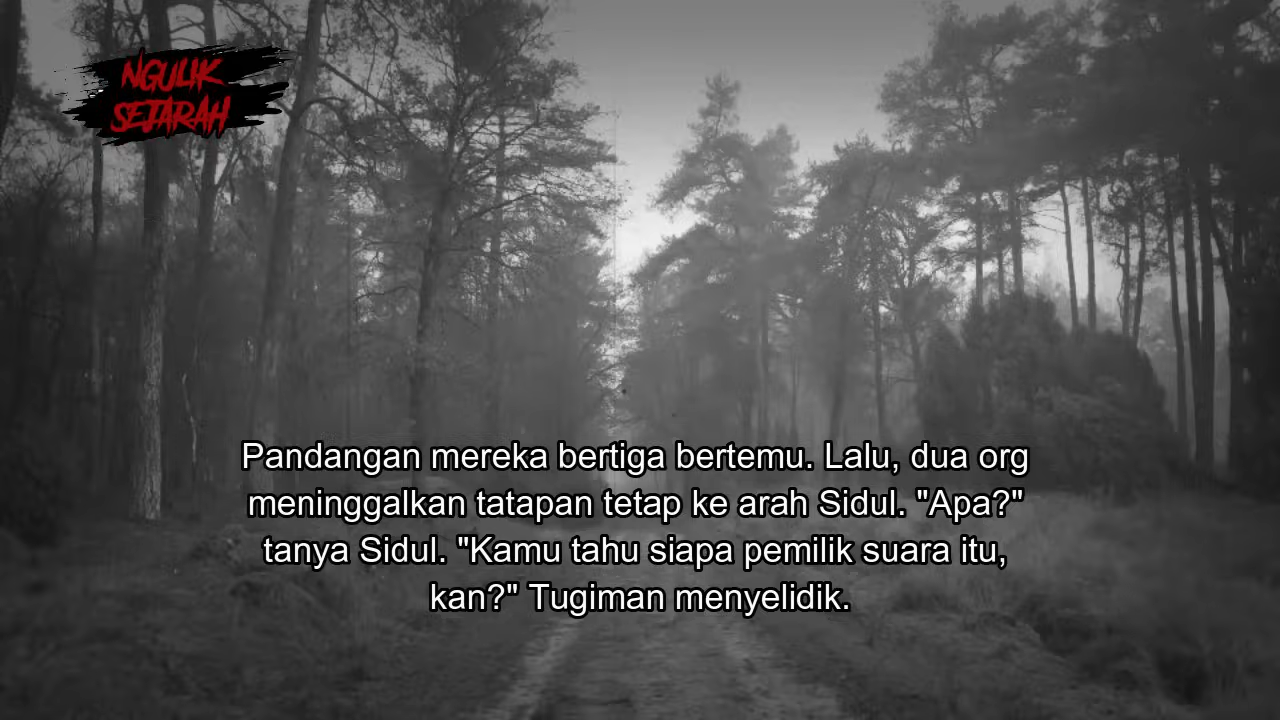 NGULIK
SEJARAH
Pandangan mereka bertiga bertemu. Lalu, dua org
meninggalkan tatapan tetap ke arah Sidul. "Apa?"
tanya Sidul. "Kamu tahu siapa pemilik suara itu,
kan?" Tugiman menyelidik.